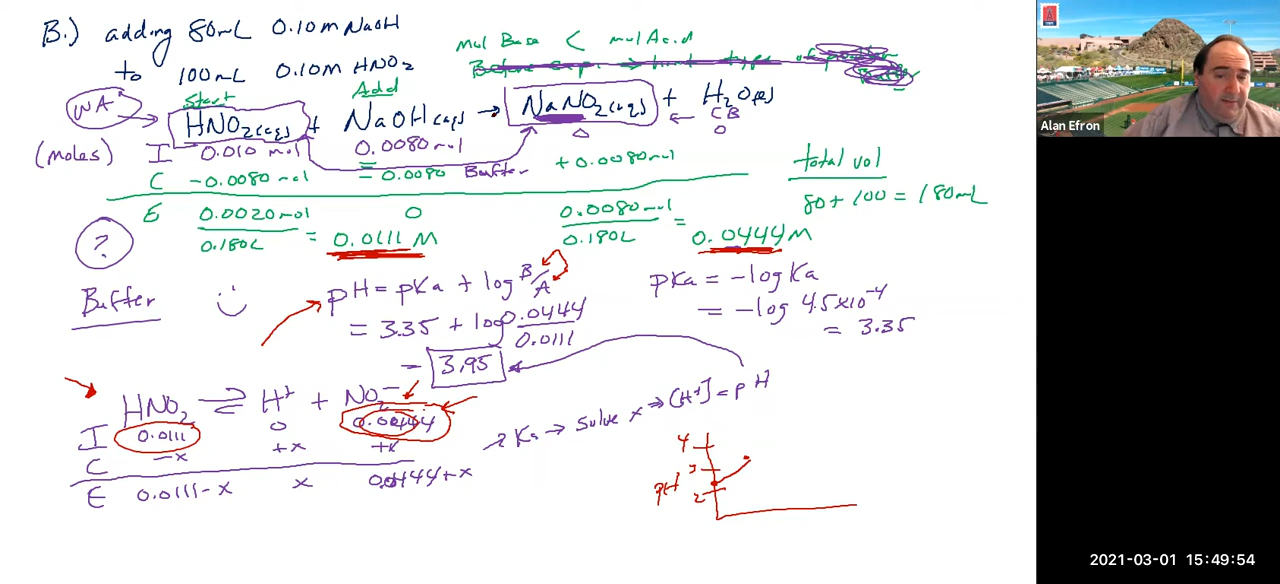 B.) adding 80mL 0.10M NaOH
to 100mL 0.10M HNO2
mol Base < mol Acid
Start
Add
WA
HNO2(aq) + NaOH(aq) → NaNO2(aq) + H2O(l)
CB
(moles) I 0.010 mol 0.0080 mol 0
Buffer
C -0.0080 mol = 0.0080 +0.0080 mol
E 0.0020 mol 0 0.0080 mol
0.180L = 0.0111 M 0.180L = 0.0444 M
total vol
80 + 100 = 180mL
?
Buffer
pH = pKa + log B/A
= 3.35 + log 0.0444/0.0111
= 3.95
pKa = -log Ka
= -log 4.5x10-4
= 3.35
HNO2 ⇌ H+ + NO2-
I 0.0111 0 0.0444
C -x +x +x
E 0.0111-x x 0.0444+x
→ Ka → Solve x → [H+] = pH
4
3
pH
2
Alan Efron
A
2021-03-01 15:49:54